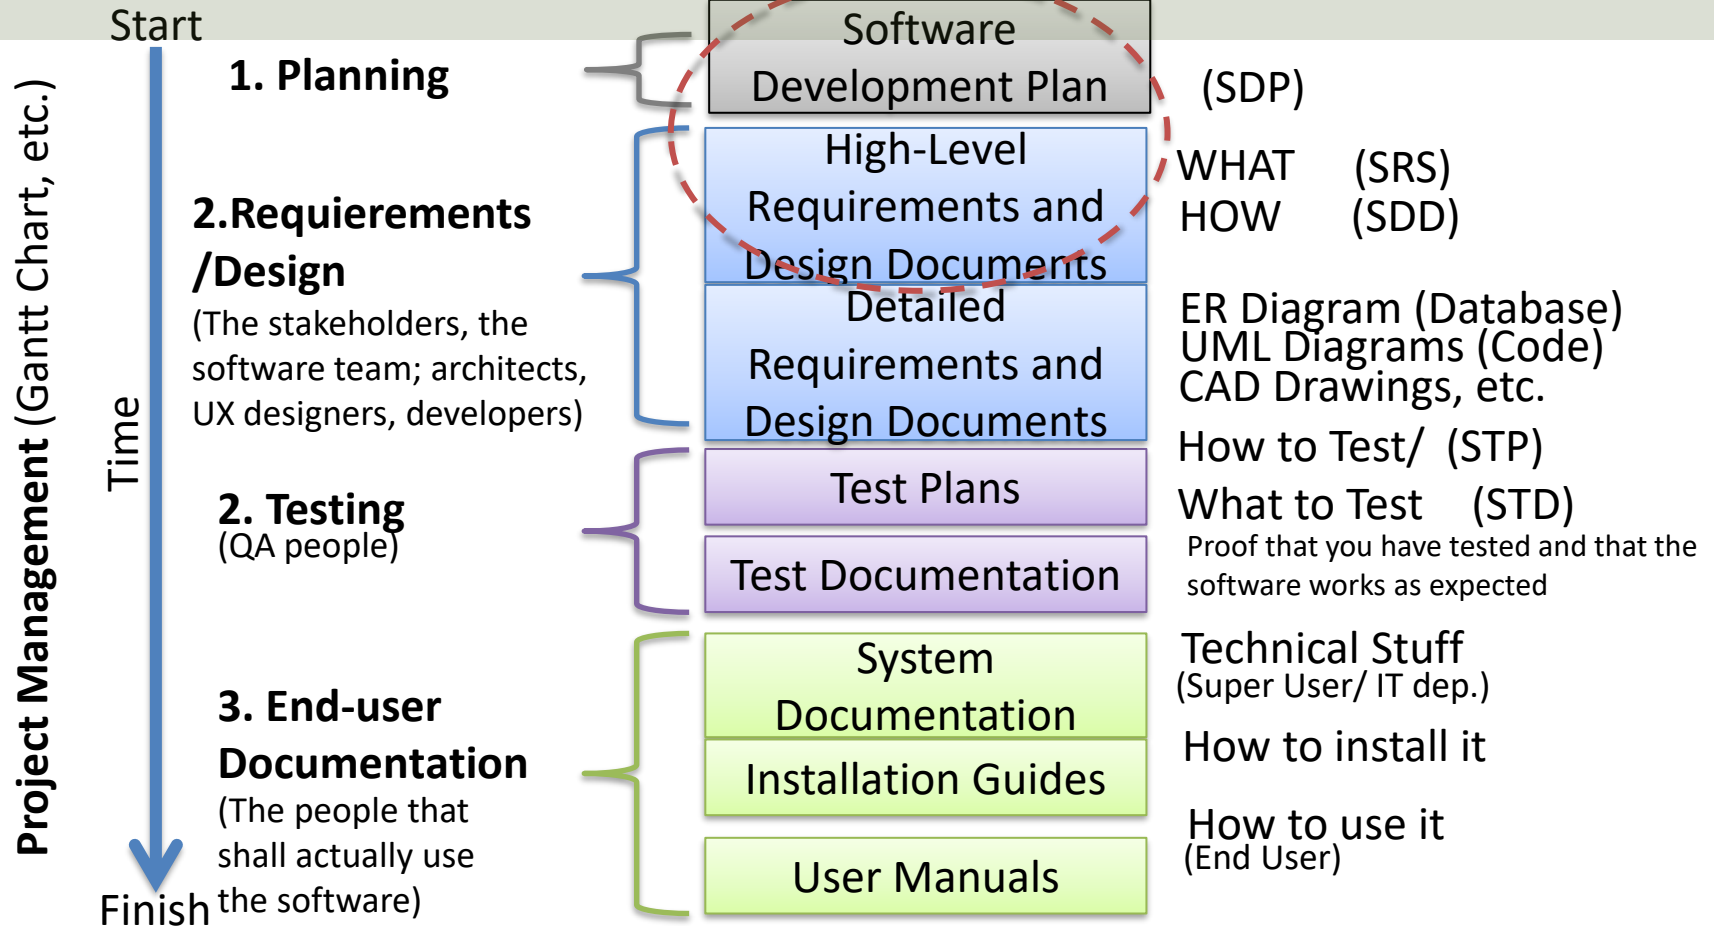 Start
Project Management (Gantt Chart, etc.)
Time
Finish
1. Planning
Software
Development Plan
(SDP)
2.Requierements
/Design
(The stakeholders, the
software team; architects,
UX designers, developers)
High-Level
Requirements and
Design Documents
WHAT (SRS)
HOW (SDD)
Detailed
Requirements and
Design Documents
ER Diagram (Database)
UML Diagrams (Code)
CAD Drawings, etc.
2. Testing
(QA people)
Test Plans
How to Test/ (STP)
Test Documentation
What to Test (STD)
Proof that you have tested and that the
software works as expected
3. End-user
Documentation
(The people that
shall actually use
the software)
System
Documentation
Technical Stuff
(Super User/ IT dep.)
Installation Guides
How to install it
User Manuals
How to use it
(End User)